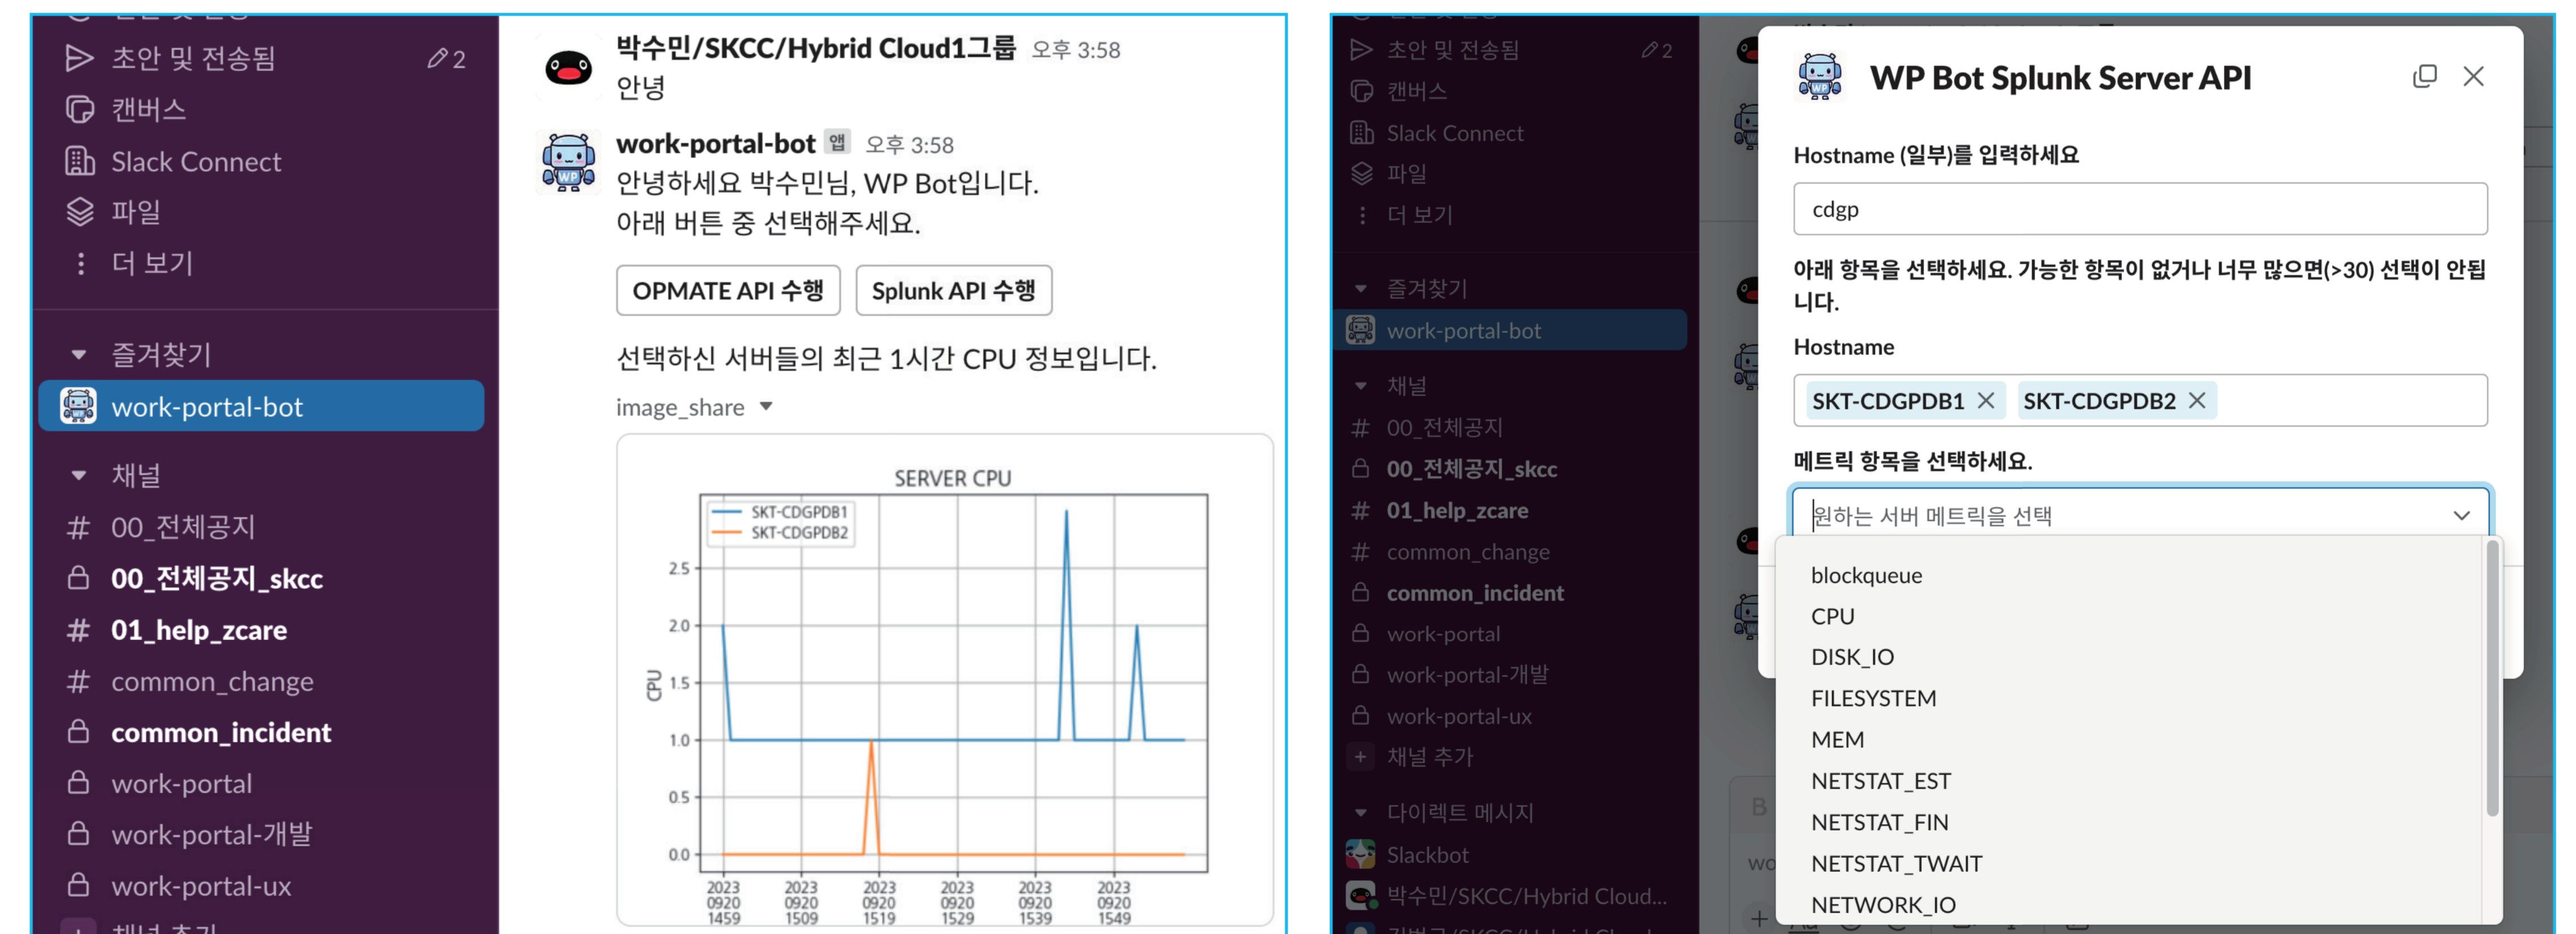 초안 및 전송됨
2
캔버스
Slack Connect
파일
더 보기
즐겨찾기
work-portal-bot
채널
00_전체공지
00_전체공지_skcc
01_help_zcare
common_change
common_incident
work-portal
work-portal-개발
work-portal-ux
박수민/SKCC/Hybrid Cloud1그룹 오후 3:58
안녕
work-portal-bot 앱 오후 3:58
안녕하세요 박수민님, WP Bot입니다.
아래 버튼 중 선택해주세요.
OPMATE API 수행
Splunk API 수행
선택하신 서버들의 최근 1시간 CPU 정보입니다.
image_share
SERVER CPU
SKT-CDGPDB1
SKT-CDGPDB2
2.5
2.0
1.5
1.0
0.5
0.0
CPU
2023 2023 2023 2023 2023 2023
0920 0920 0920 0920 0920 0920
1459 1509 1519 1529 1539 1549
초안 및 전송됨
2
캔버스
Slack Connect
파일
더 보기
즐겨찾기
work-portal-bot
채널
00_전체공지
00_전체공지_skcc
01_help_zcare
common_change
common_incident
work-portal
work-portal-개발
work-portal-ux
채널 추가
다이렉트 메시지
Slackbot
박수민/SKCC/Hybrid Cloud...
WP Bot Splunk Server API
Hostname (일부)를 입력하세요
cdgp
아래 항목을 선택하세요. 가능한 항목이 없거나 너무 많으면(>30) 선택이 안됩
니다.
Hostname
SKT-CDGPDB1
SKT-CDGPDB2
메트릭 항목을 선택하세요.
원하는 서버 메트릭을 선택
blockqueue
CPU
DISK_IO
FILESYSTEM
MEM
NETSTAT_EST
NETSTAT_FIN
NETSTAT_TWAIT
NETWORK_IO